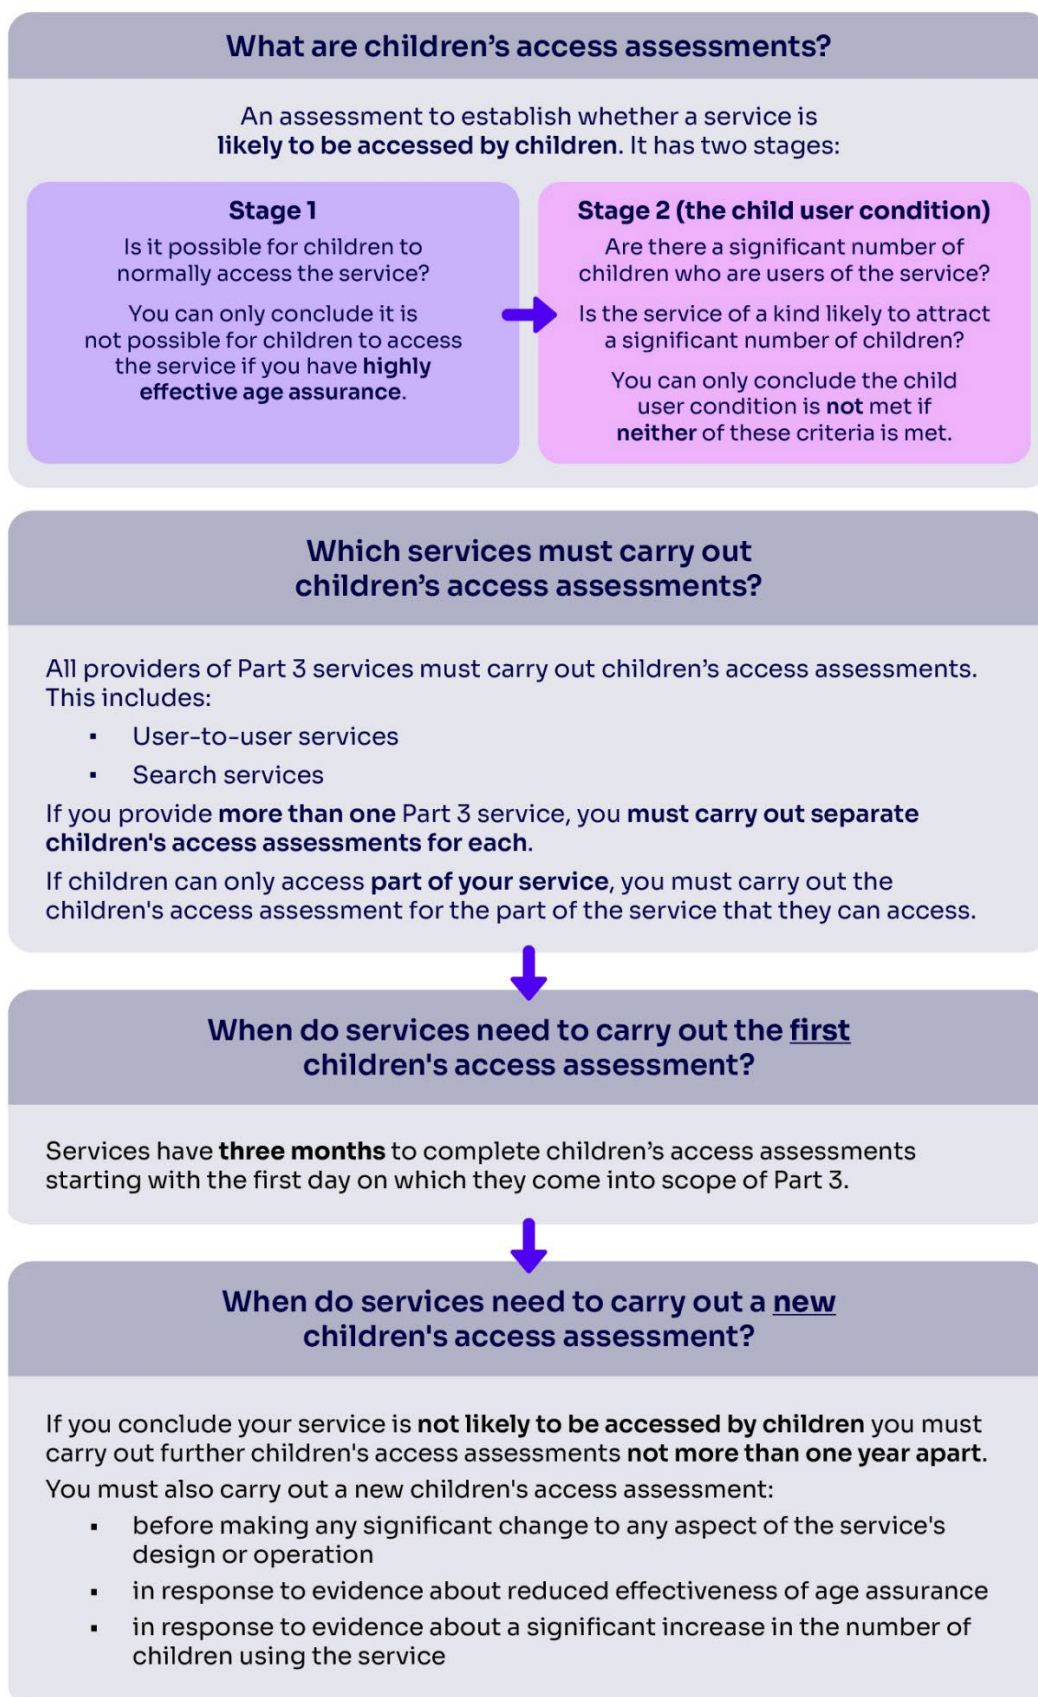 What are children’s access assessments?
An assessment to establish whether a service is
likely to be accessed by children. It has two stages:
Stage 1
Is it possible for children to
normally access the service?
You can only conclude it is
not possible for children to access
the service if you have highly
effective age assurance.
Stage 2 (the child user condition)
Are there a significant number of
children who are users of the service?
Is the service of a kind likely to attract
a significant number of children?
You can only conclude the child
user condition is not met if
neither of these criteria is met.
Which services must carry out
children’s access assessments?
All providers of Part 3 services must carry out children’s access assessments.
This includes:
▪ User-to-user services
▪ Search services
If you provide more than one Part 3 service, you must carry out separate
children's access assessments for each.
If children can only access part of your service, you must carry out the
children's access assessment for the part of the service that they can access.
When do services need to carry out the first
children's access assessment?
Services have three months to complete children’s access assessments
starting with the first day on which they come into scope of Part 3.
When do services need to carry out a new
children's access assessment?
If you conclude your service is not likely to be accessed by children you must
carry out further children's access assessments not more than one year apart.
You must also carry out a new children's access assessment:
▪ before making any significant change to any aspect of the service's
design or operation
▪ in response to evidence about reduced effectiveness of age assurance
▪ in response to evidence about a significant increase in the number of
children using the service